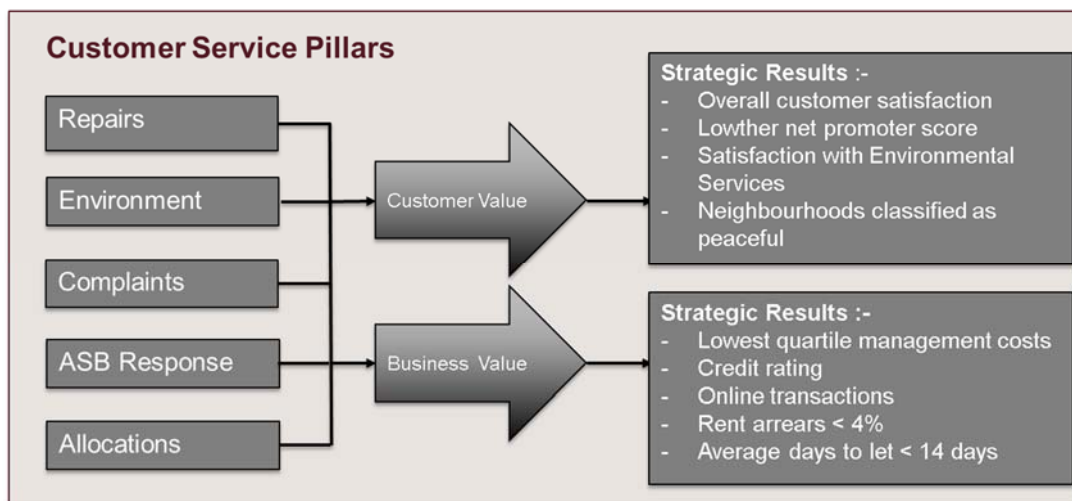 Customer Service Pillars
Repairs
Environment
Complaints
ASB Response
Allocations
Customer Value
Business Value
Strategic Results :-
- Overall customer satisfaction
- Lowther net promoter score
- Satisfaction with Environmental
Services
- Neighbourhoods classified as
peaceful
Strategic Results :-
- Lowest quartile management costs
- Credit rating
- Online transactions
- Rent arrears < 4%
- Average days to let < 14 days